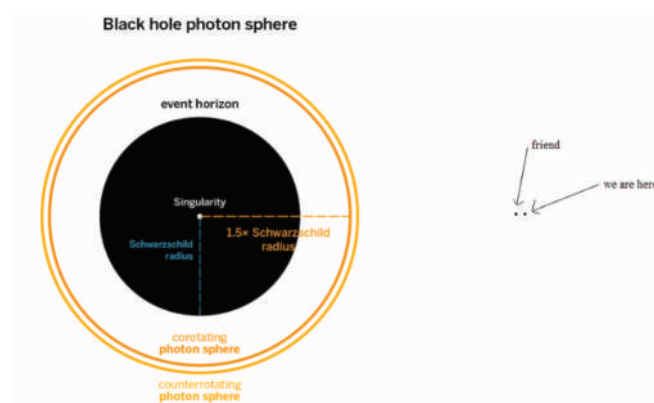 Black hole photon sphere
event horizon
friend
we are here
Singularity
1.5× Schwarzschild
radius
Schwarzschild
radius
corotating
photon sphere
counterrotating
photon sphere